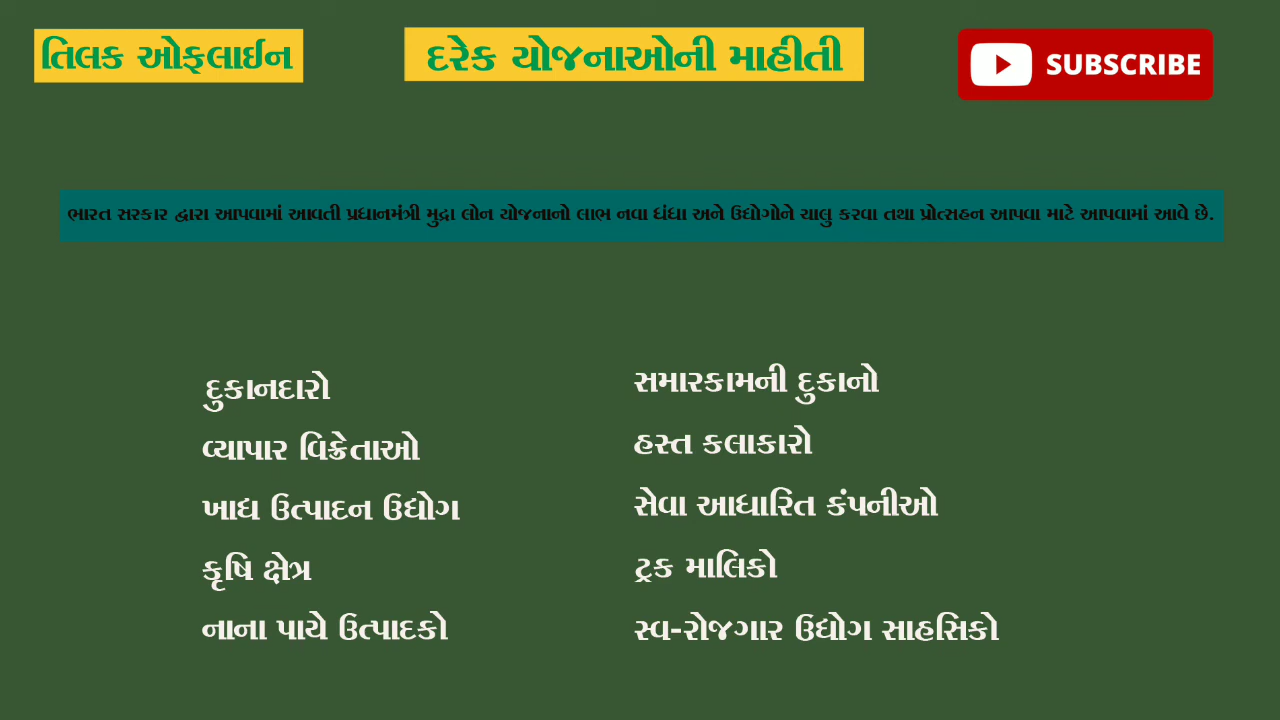 તિલક ઓફલાઈન
દરેક યોજનાઓની માહીતી
SUBSCRIBE
ભારત સરકાર દ્વારા આપવામાં આવતી પ્રધાનમંત્રી મુદ્રા લોન યોજનાનો લાભ નવા ધંધા અને ઉદ્યોગોને ચાલુ કરવા તથા પ્રોત્સહન આપવા માટે આપવામાં આવે છે.
દુકાનદારો
વ્યાપાર વિક્રેતાઓ
ખાદ્ય ઉત્પાદન ઉદ્યોગ
કૃષિ ક્ષેત્ર
નાના પાયે ઉત્પાદકો
સમારકામની દુકાનો
હસ્ત કલાકારો
સેવા આધારિત કંપનીઓ
ટ્રક માલિકો
સ્વ-રોજગાર ઉદ્યોગ સાહસિકો